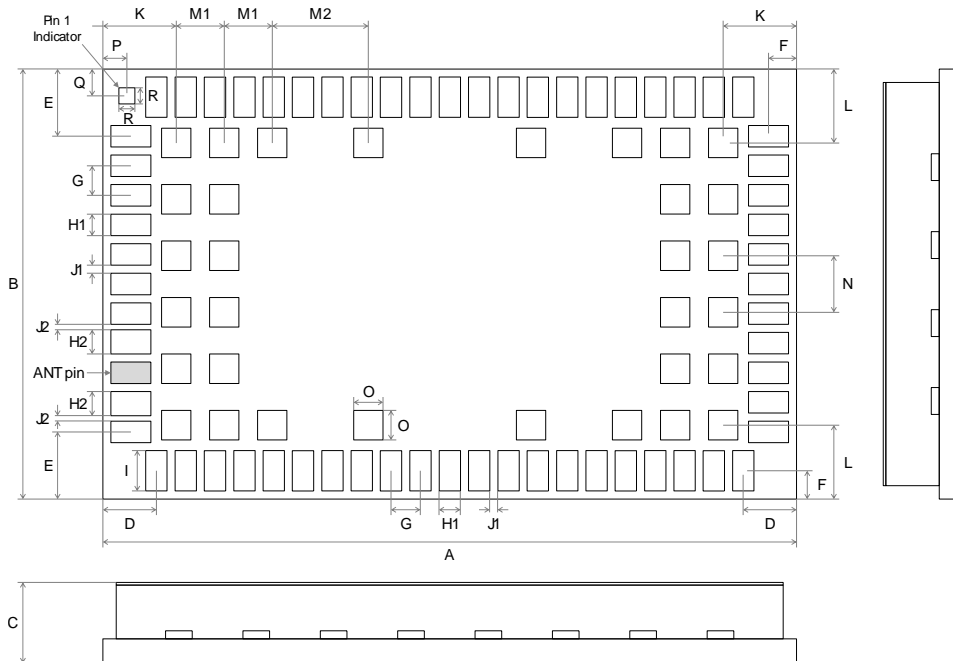 Pin 1
Indicator
K
M1
M1
M2
K
P
F
Q
E
R
R
L
G
H1
J1
B
N
J2
H2
ANT pin
H2
J2
O
O
E
I
L
F
D
G
H1
J1
D
A
C